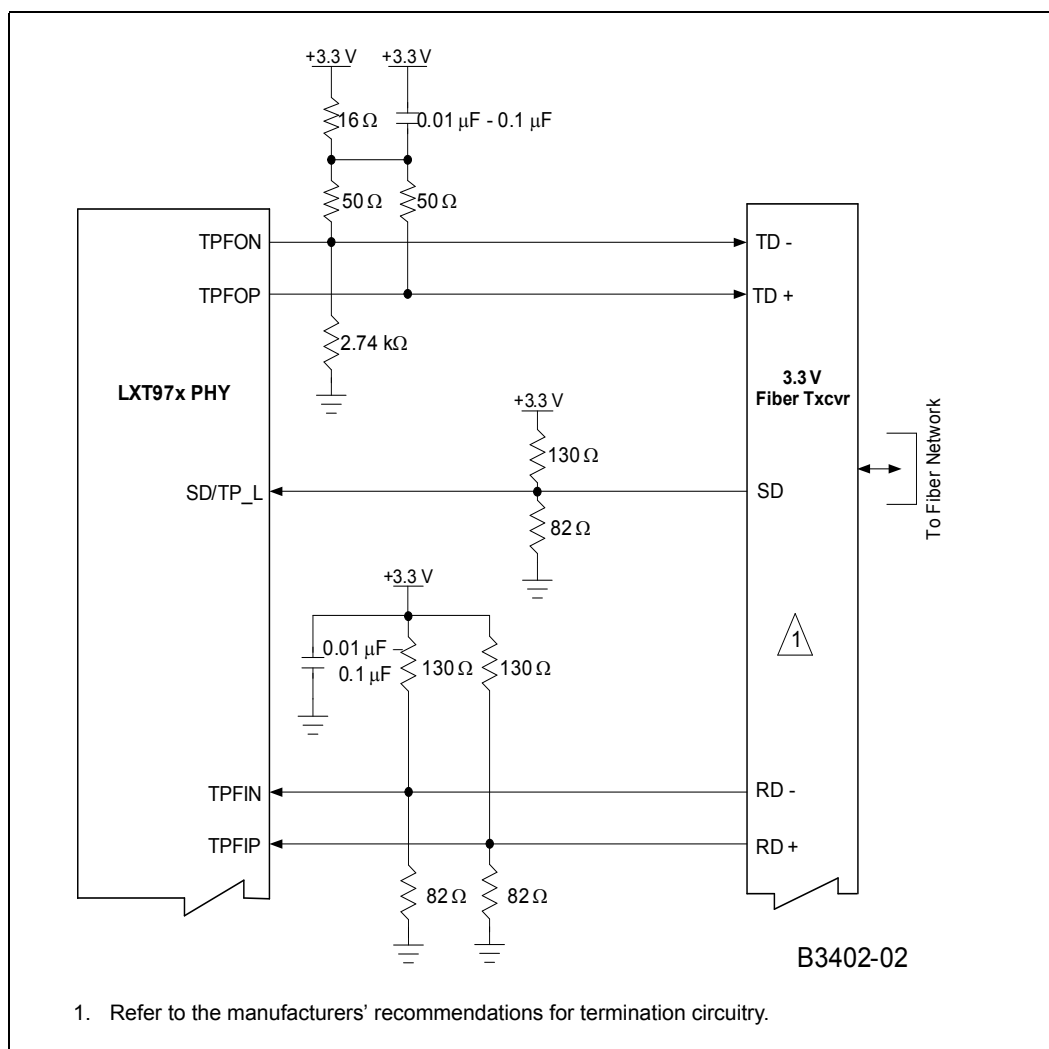 +3.3 V
+3.3 V
16 Ω
0.01 μF - 0.1 μF
50 Ω
50 Ω
TPFON
TD -
TPFOP
TD +
2.74 kΩ
LXT97x PHY
3.3 V
Fiber Txcvr
+3.3 V
130 Ω
To Fiber Network
SD/TP_L
SD
82 Ω
+3.3 V
0.01 μF –
0.1 μF
130 Ω
130 Ω
1
TPFIN
RD -
TPFIP
RD +
82 Ω
82 Ω
B3402-02
1. Refer to the manufacturers’ recommendations for termination circuitry.